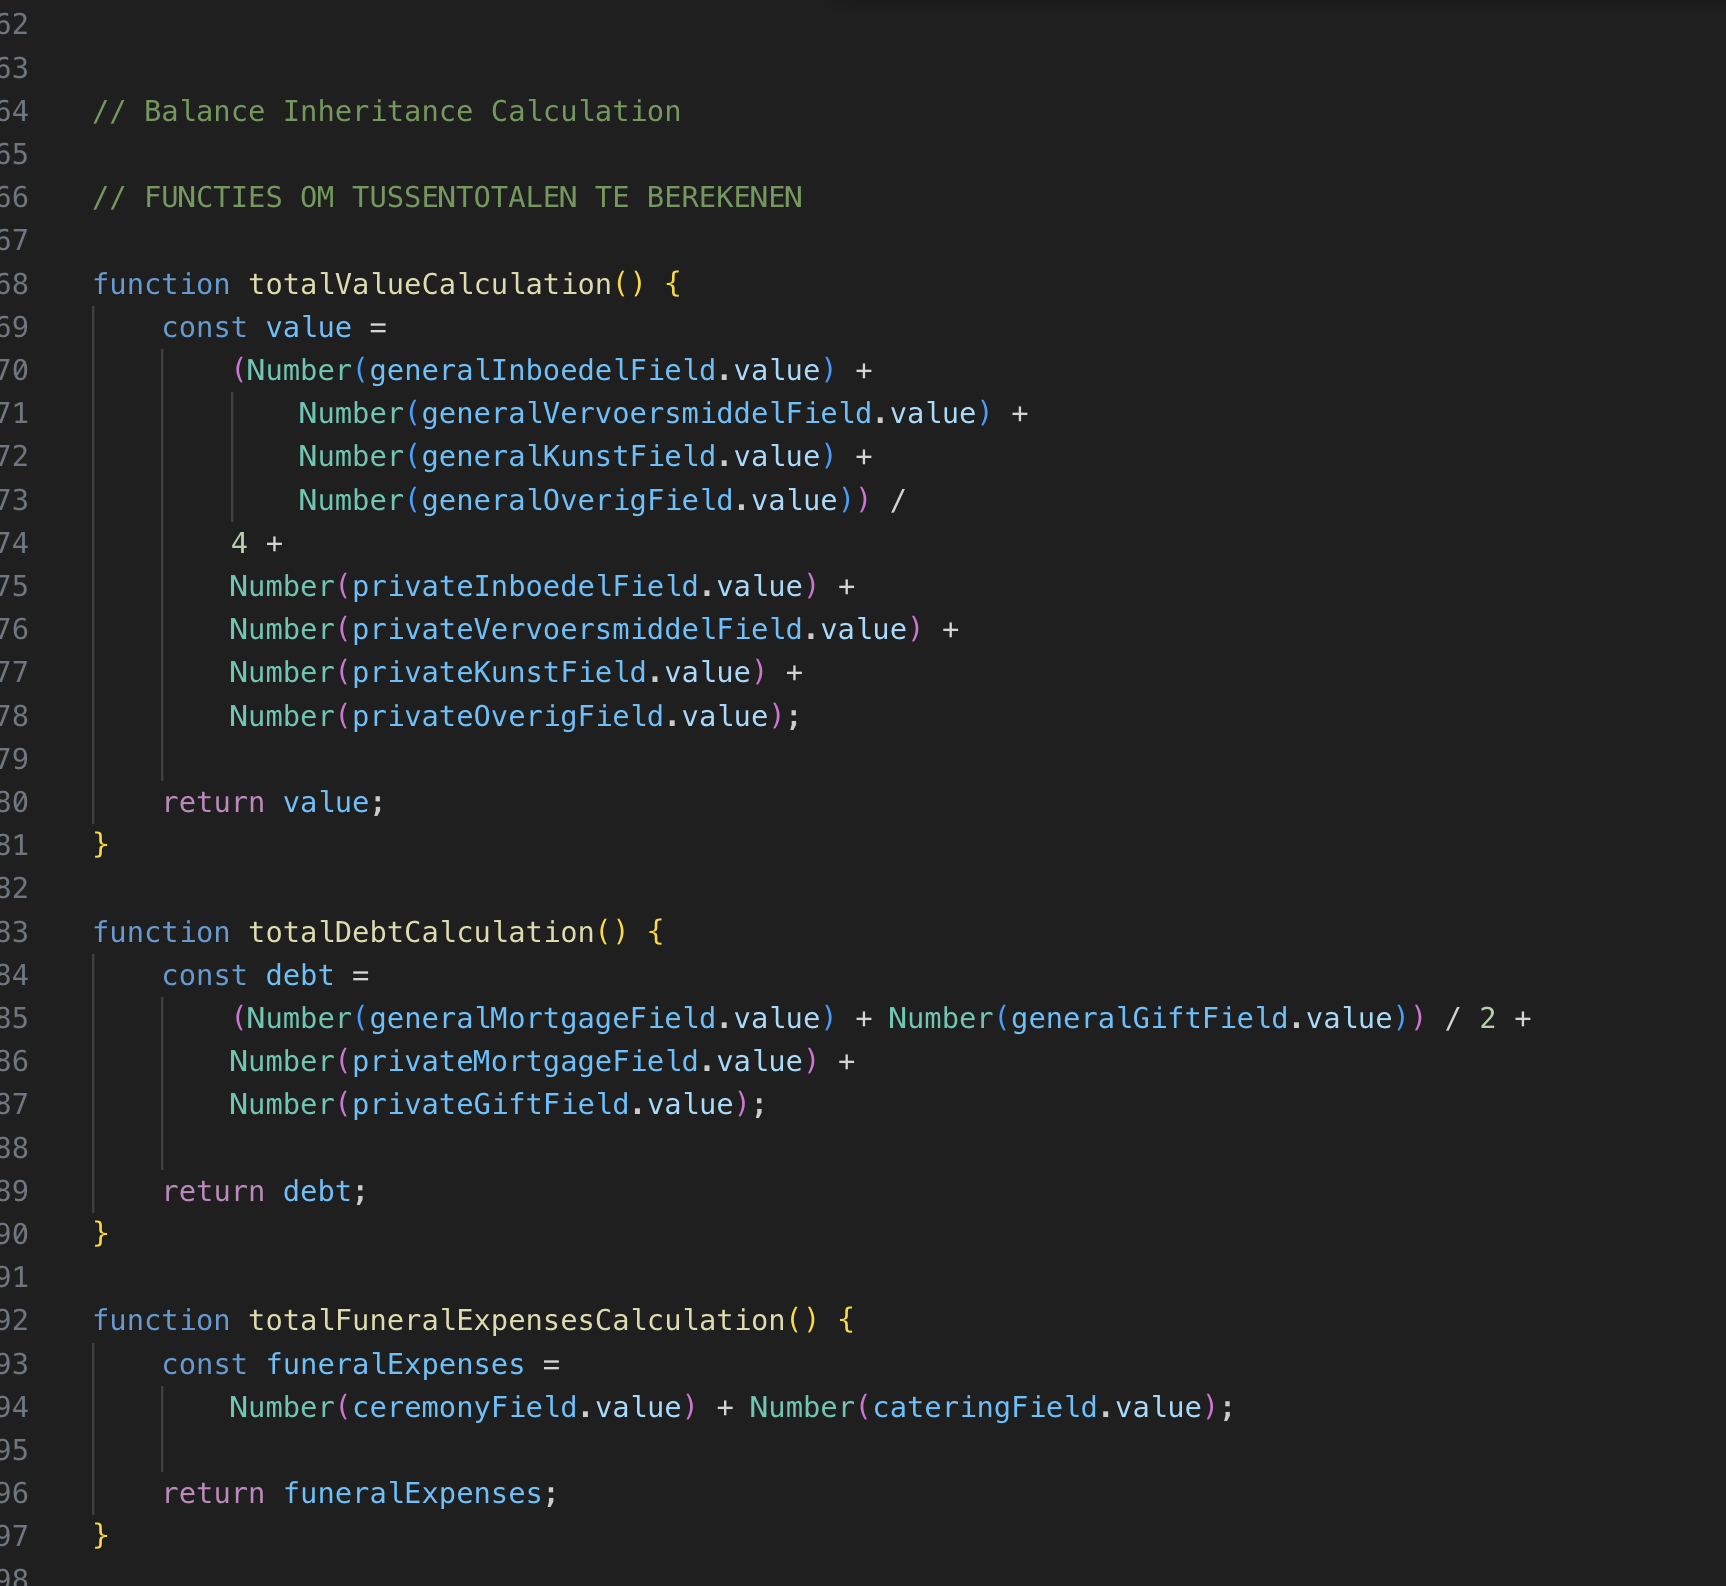 62
63
64 // Balance Inheritance Calculation
65
66 // FUNCTIES OM TUSSENTOTALEN TE BEREKENEN
67
68 function totalValueCalculation() {
69 const value =
70 (Number(generalInboedelField.value) +
71 Number(generalVervoersmiddelField.value) +
72 Number(generalKunstField.value) +
73 Number(generalOverigField.value)) /
74 4 +
75 Number(privateInboedelField.value) +
76 Number(privateVervoersmiddelField.value) +
77 Number(privateKunstField.value) +
78 Number(privateOverigField.value);
79
80 return value;
81 }
82
83 function totalDebtCalculation() {
84 const debt =
85 (Number(generalMortgageField.value) + Number(generalGiftField.value)) / 2 +
86 Number(privateMortgageField.value) +
87 Number(privateGiftField.value);
88
89 return debt;
90 }
91
92 function totalFuneralExpensesCalculation() {
93 const funeralExpenses =
94 Number(ceremonyField.value) + Number(cateringField.value);
95
96 return funeralExpenses;
97 }
98